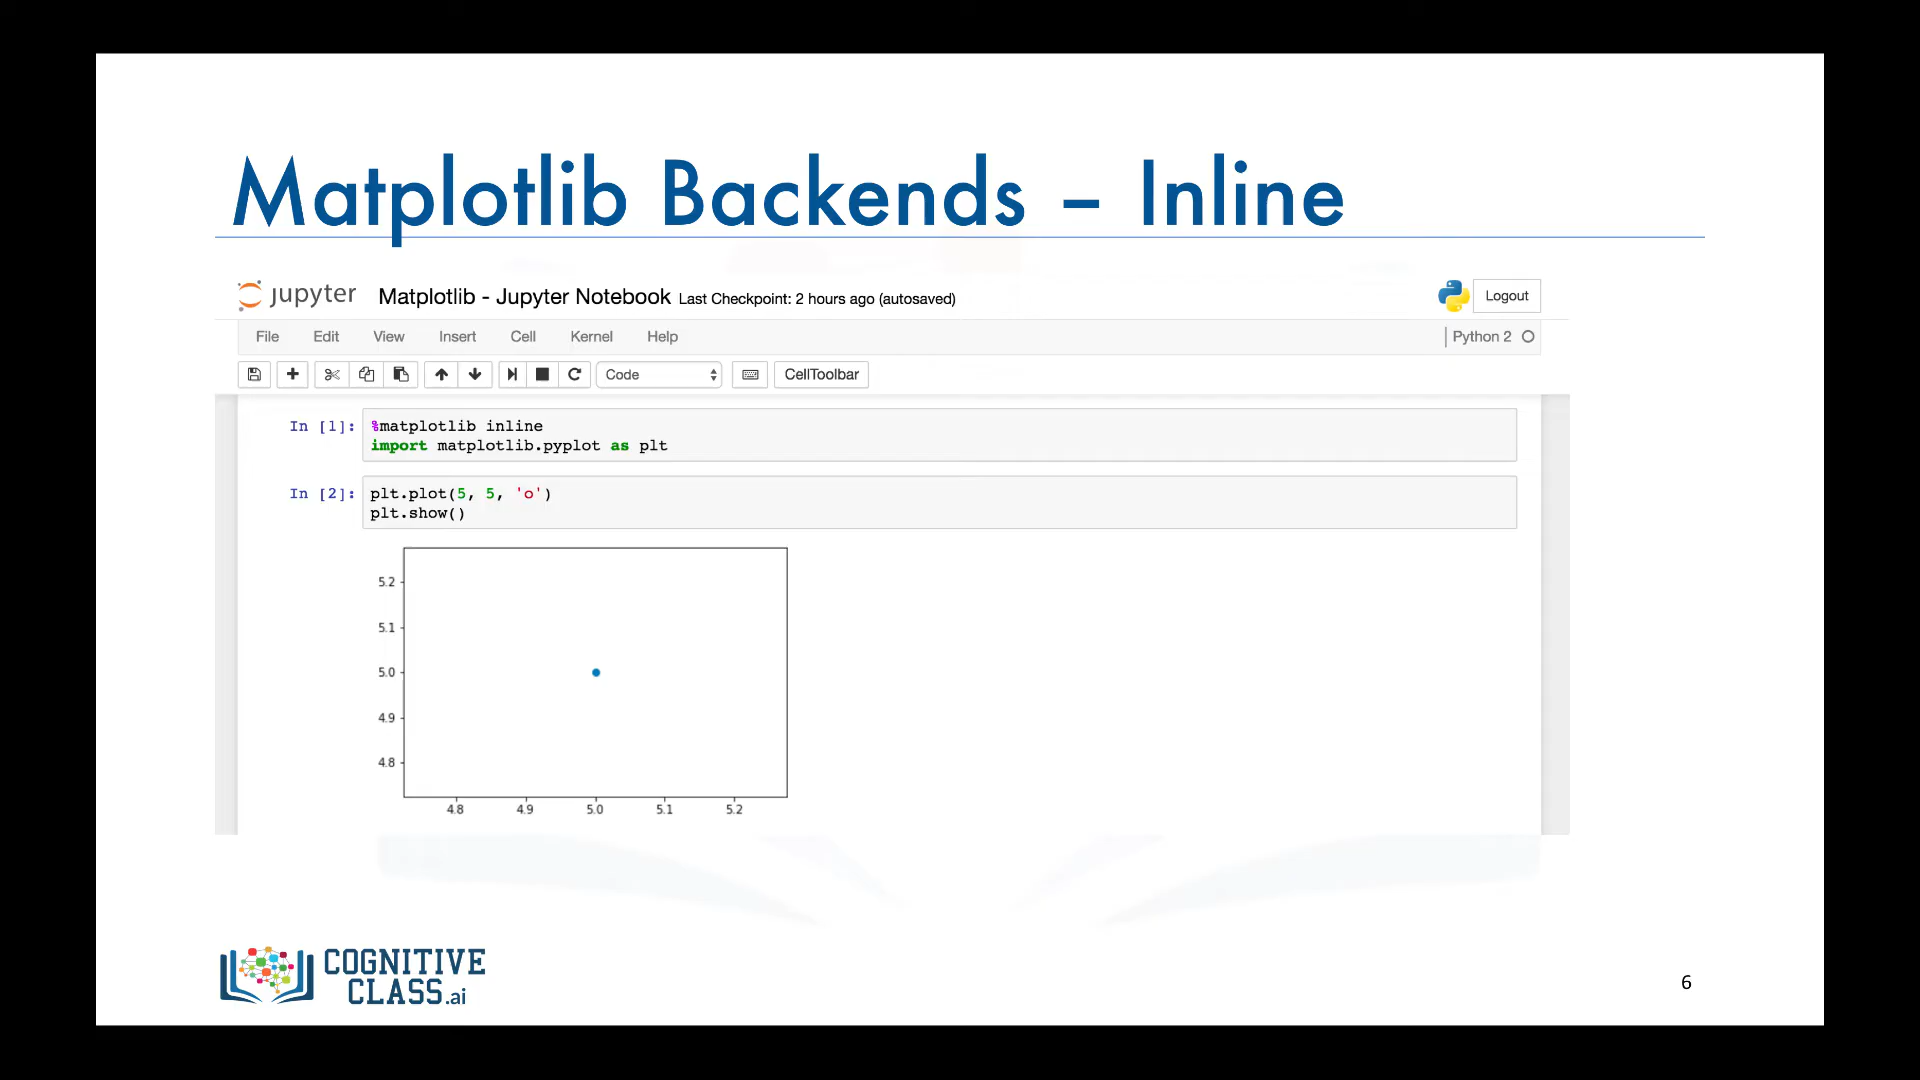 Matplotlib Backends – Inline
jupyter Matplotlib - Jupyter Notebook Last Checkpoint: 2 hours ago (autosaved) Logout
File Edit View Insert Cell Kernel Help Python 2
Code CellToolbar
In [1]: %matplotlib inline
import matplotlib.pyplot as plt
In [2]: plt.plot(5, 5, 'o')
plt.show()
5.2
5.1
5.0
4.9
4.8
4.8 4.9 5.0 5.1 5.2
COGNITIVE
CLASS.ai
6